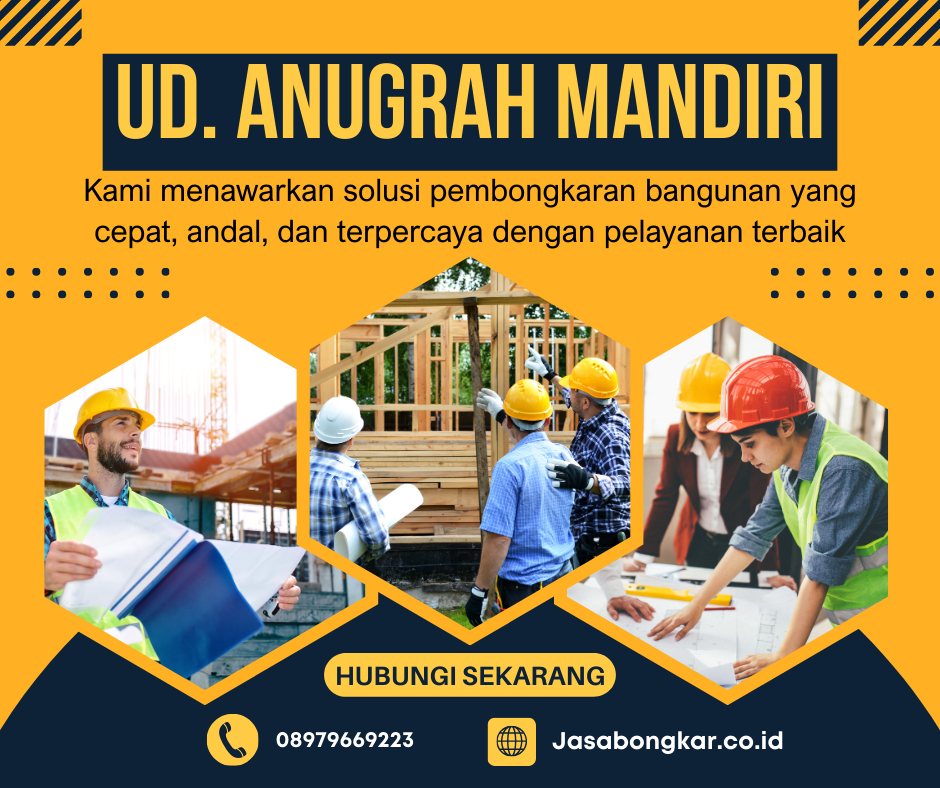 UD. ANUGRAH MANDIRI
Kami menawarkan solusi pembongkaran bangunan yang
cepat, andal, dan terpercaya dengan pelayanan terbaik
HUBUNGI SEKARANG
08979669223
Jasabongkar.co.id